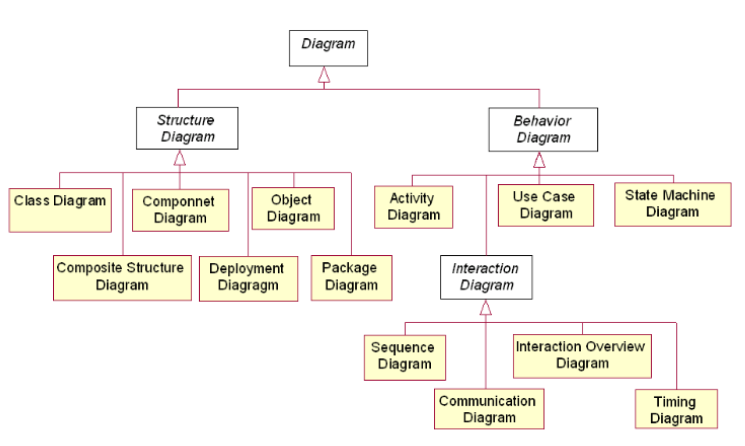 Diagram
Structure
Diagram
Behavior
Diagram
Class Diagram
Componnet
Diagram
Object
Diagram
Activity
Diagram
Use Case
Diagram
State Machine
Diagram
Composite Structure
Diagram
Deployment
Diagragm
Package
Diagram
Interaction
Diagram
Sequence
Diagram
Interaction Overview
Diagram
Communication
Diagram
Timing
Diagram